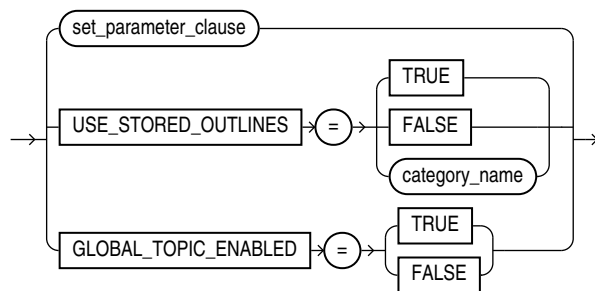 set_parameter_clause
TRUE
USE_STORED_OUTLINES = FALSE
category_name
TRUE
GLOBAL_TOPIC_ENABLED =
FALSE